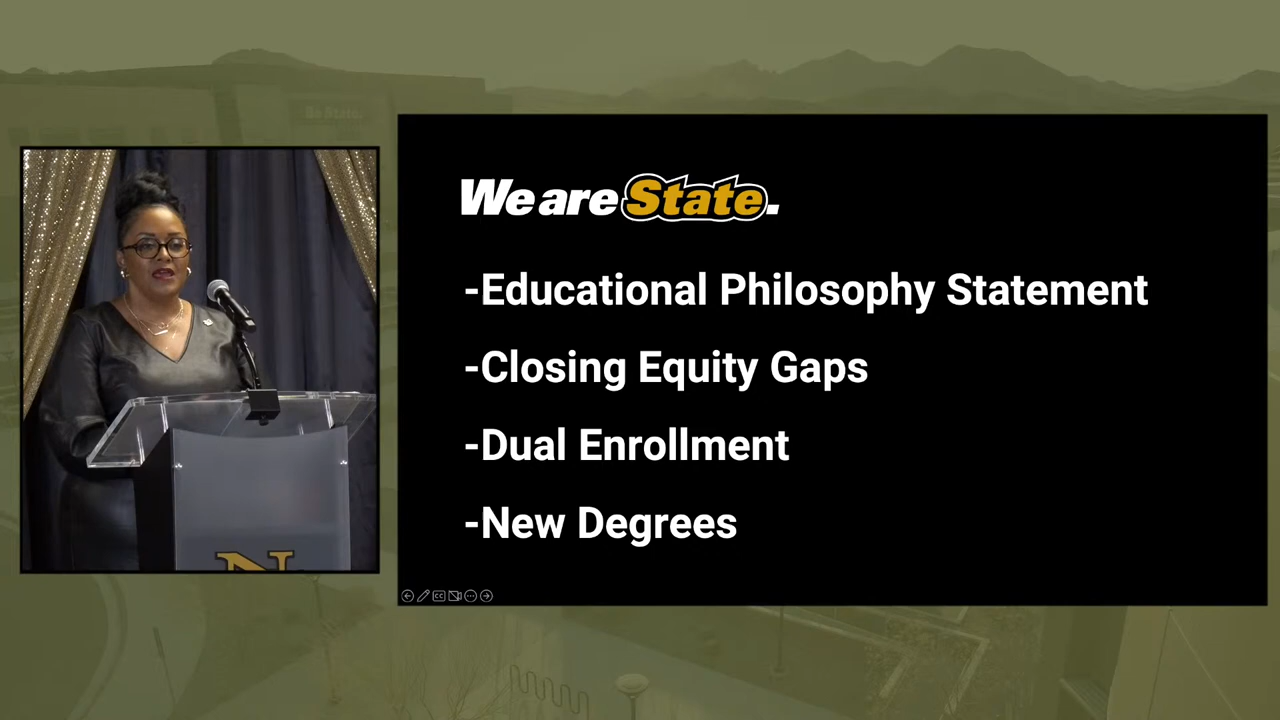 We are State.
-Educational Philosophy Statement
-Closing Equity Gaps
-Dual Enrollment
-New Degrees
N